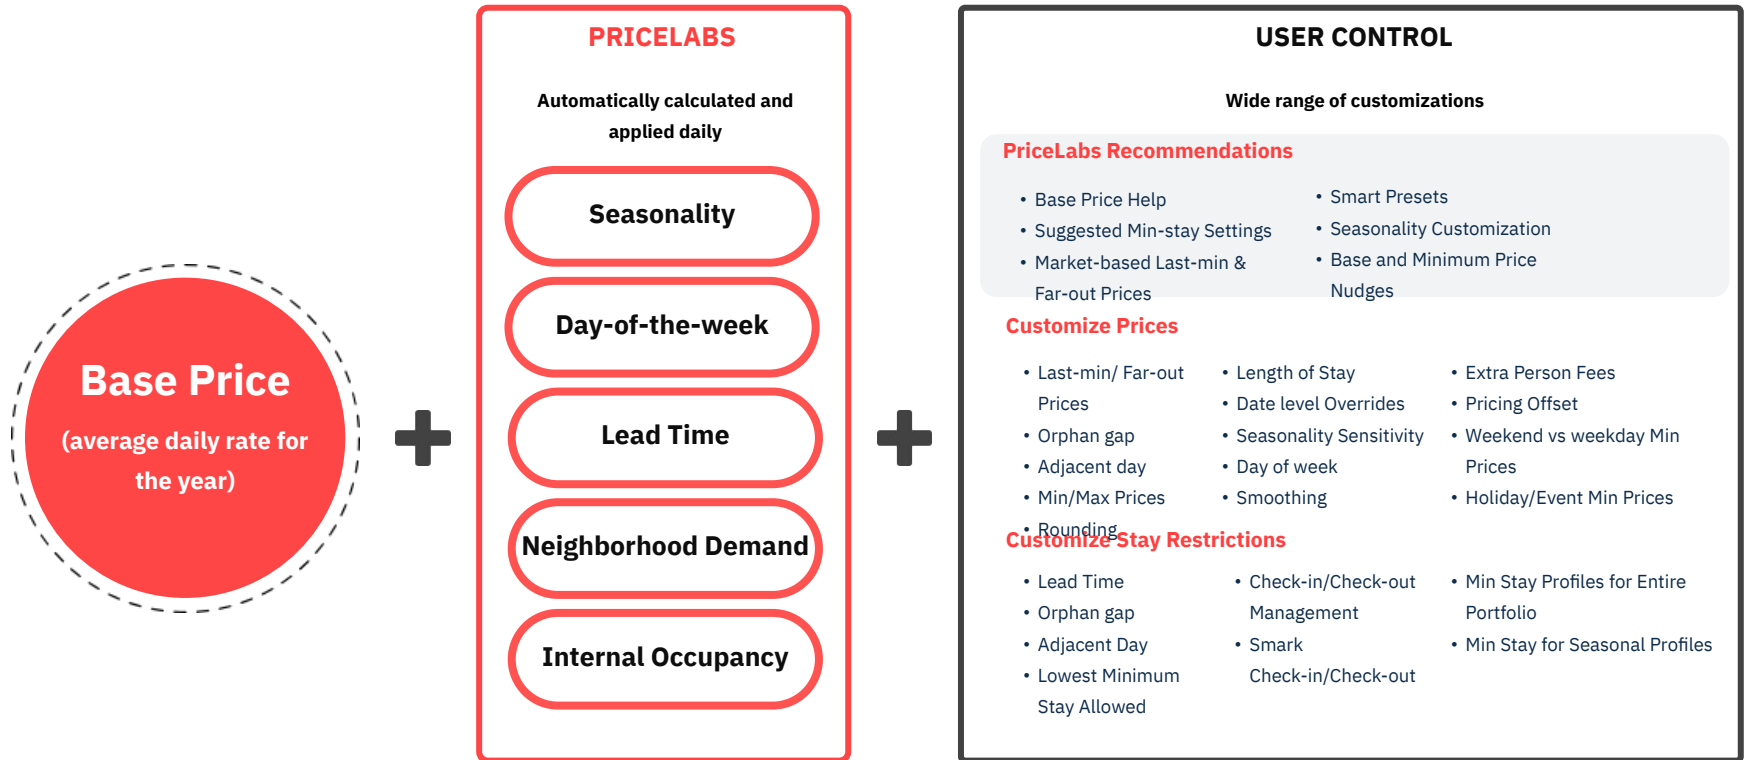 Base Price
(average daily rate for
the year)
PRICELABS
Automatically calculated and
applied daily
Seasonality
Day-of-the-week
Lead Time
Neighborhood Demand
Internal Occupancy
USER CONTROL
Wide range of customizations
PriceLabs Recommendations
• Base Price Help
• Suggested Min-stay Settings
• Market-based Last-min &
Far-out Prices
• Smart Presets
• Seasonality Customization
• Base and Minimum Price
Nudges
Customize Prices
• Last-min/ Far-out
Prices
• Orphan gap
• Adjacent day
• Min/Max Prices
• Rounding
• Length of Stay
• Date level Overrides
• Seasonality Sensitivity
• Day of week
• Smoothing
• Extra Person Fees
• Pricing Offset
• Weekend vs weekday Min
Prices
• Holiday/Event Min Prices
Customize Stay Restrictions
• Lead Time
• Orphan gap
• Adjacent Day
• Lowest Minimum
Stay Allowed
• Check-in/Check-out
Management
• Smark
Check-in/Check-out
• Min Stay Profiles for Entire
Portfolio
• Min Stay for Seasonal Profiles